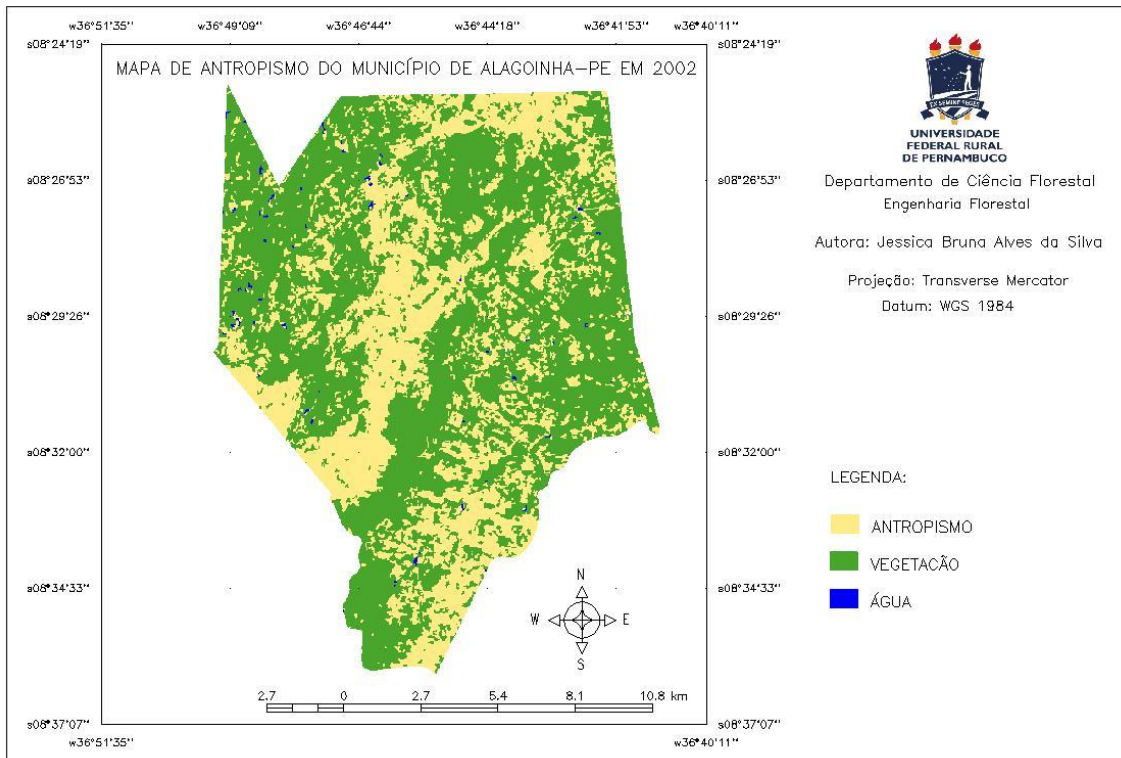 w36°51'35" w36°49'09" w36°46'44" w36°44'18" w36°41'53" w36°40'11"
s08°24'19" s08°24'19"
MAPA DE ANTROPISMO DO MUNICÍPIO DE ALAGOINHA-PE EM 2002
EX SEMINE SEGES
UNIVERSIDADE
FEDERAL RURAL
DE PERNAMBUCO
s08°26'53" s08°26'53"
Departamento de Ciência Florestal
Engenharia Florestal
Autora: Jessica Bruna Alves da Silva
Projeção: Transverse Mercator
Datum: WGS 1984
s08°29'26" s08°29'26"
s08°32'00" s08°32'00"
LEGENDA:
ANTROPISMO
VEGETACÃO
ÁGUA
s08°34'33" s08°34'33"
N
W E
S
2.7 0 2.7 5.4 8.1 10.8 km
s08°37'07" s08°37'07"
w36°51'35" w36°40'11"